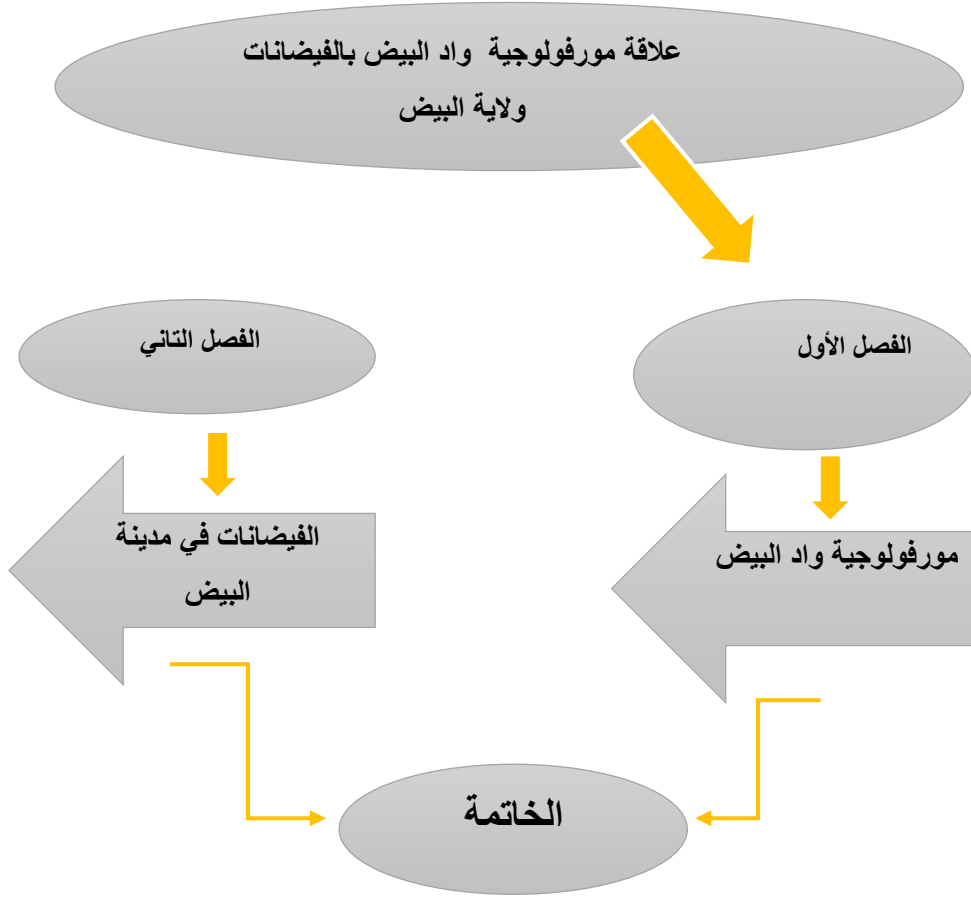 علاقة مورفولوجية واد البيض بالفيضانات
ولاية البيض
الفصل الأول
الفصل التاني
مورفولوجية واد البيض
الفيضانات في مدينة
البيض
الخاتمة